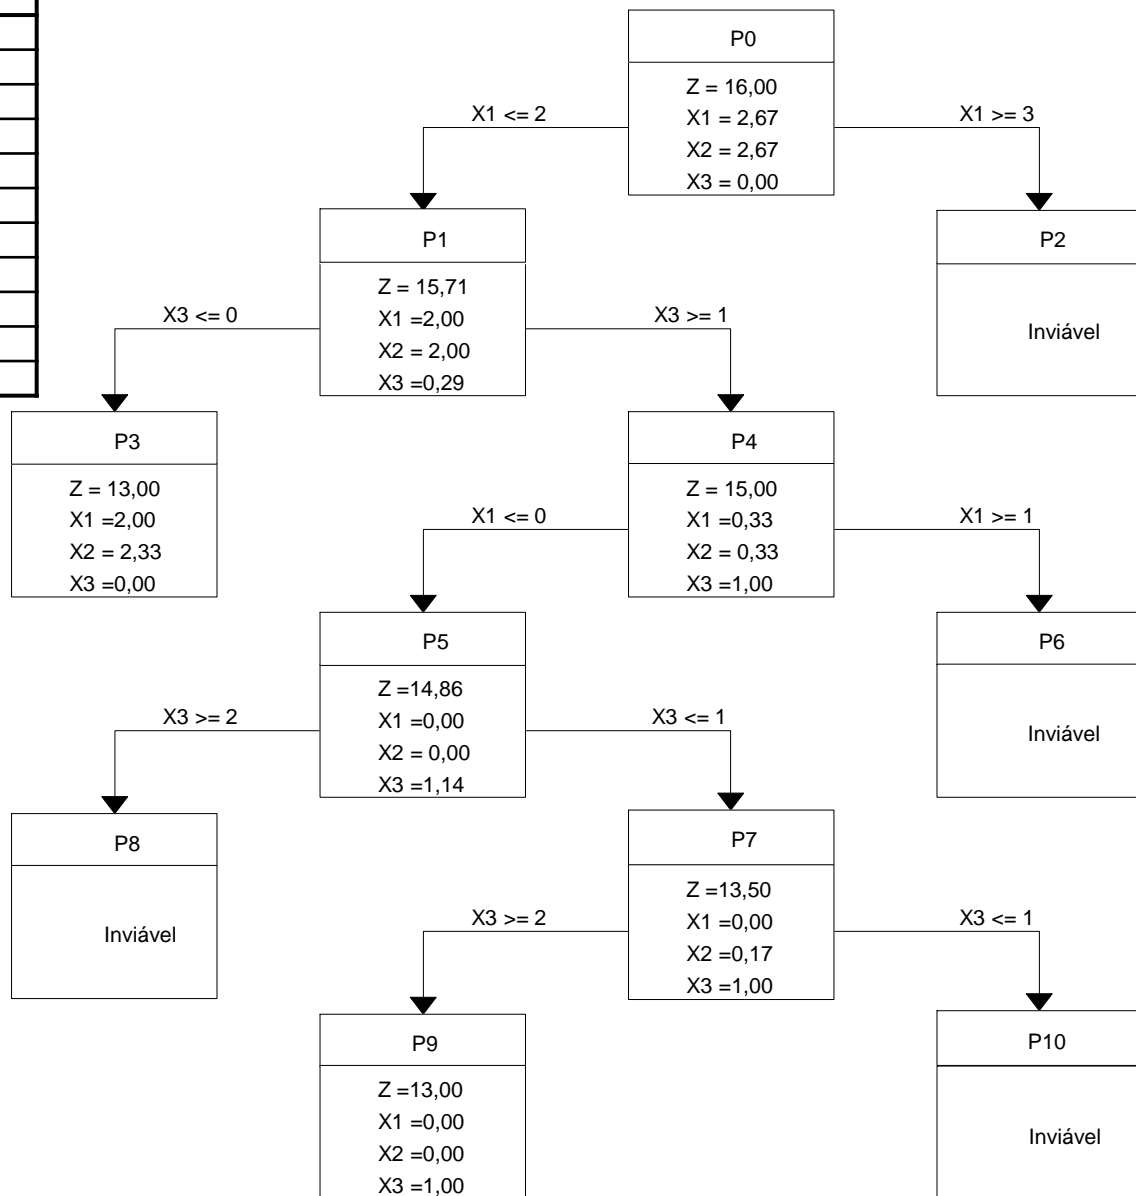 P0
Z = 16,00
X1 = 2,67
X2 = 2,67
X3 = 0,00
X1 <= 2
X1 >= 3
P1
Z = 15,71
X1 =2,00
X2 = 2,00
X3 =0,29
P2
Inviável
X3 <= 0
X3 >= 1
P3
Z = 13,00
X1 =2,00
X2 = 2,33
X3 =0,00
P4
Z = 15,00
X1 =0,33
X2 = 0,33
X3 =1,00
X1 <= 0
X1 >= 1
P5
Z =14,86
X1 =0,00
X2 = 0,00
X3 =1,14
P6
Inviável
X3 >= 2
X3 <= 1
P8
Inviável
P7
Z =13,50
X1 =0,00
X2 =0,17
X3 =1,00
X3 >= 2
X3 <= 1
P9
Z =13,00
X1 =0,00
X2 =0,00
X3 =1,00
P10
Inviável